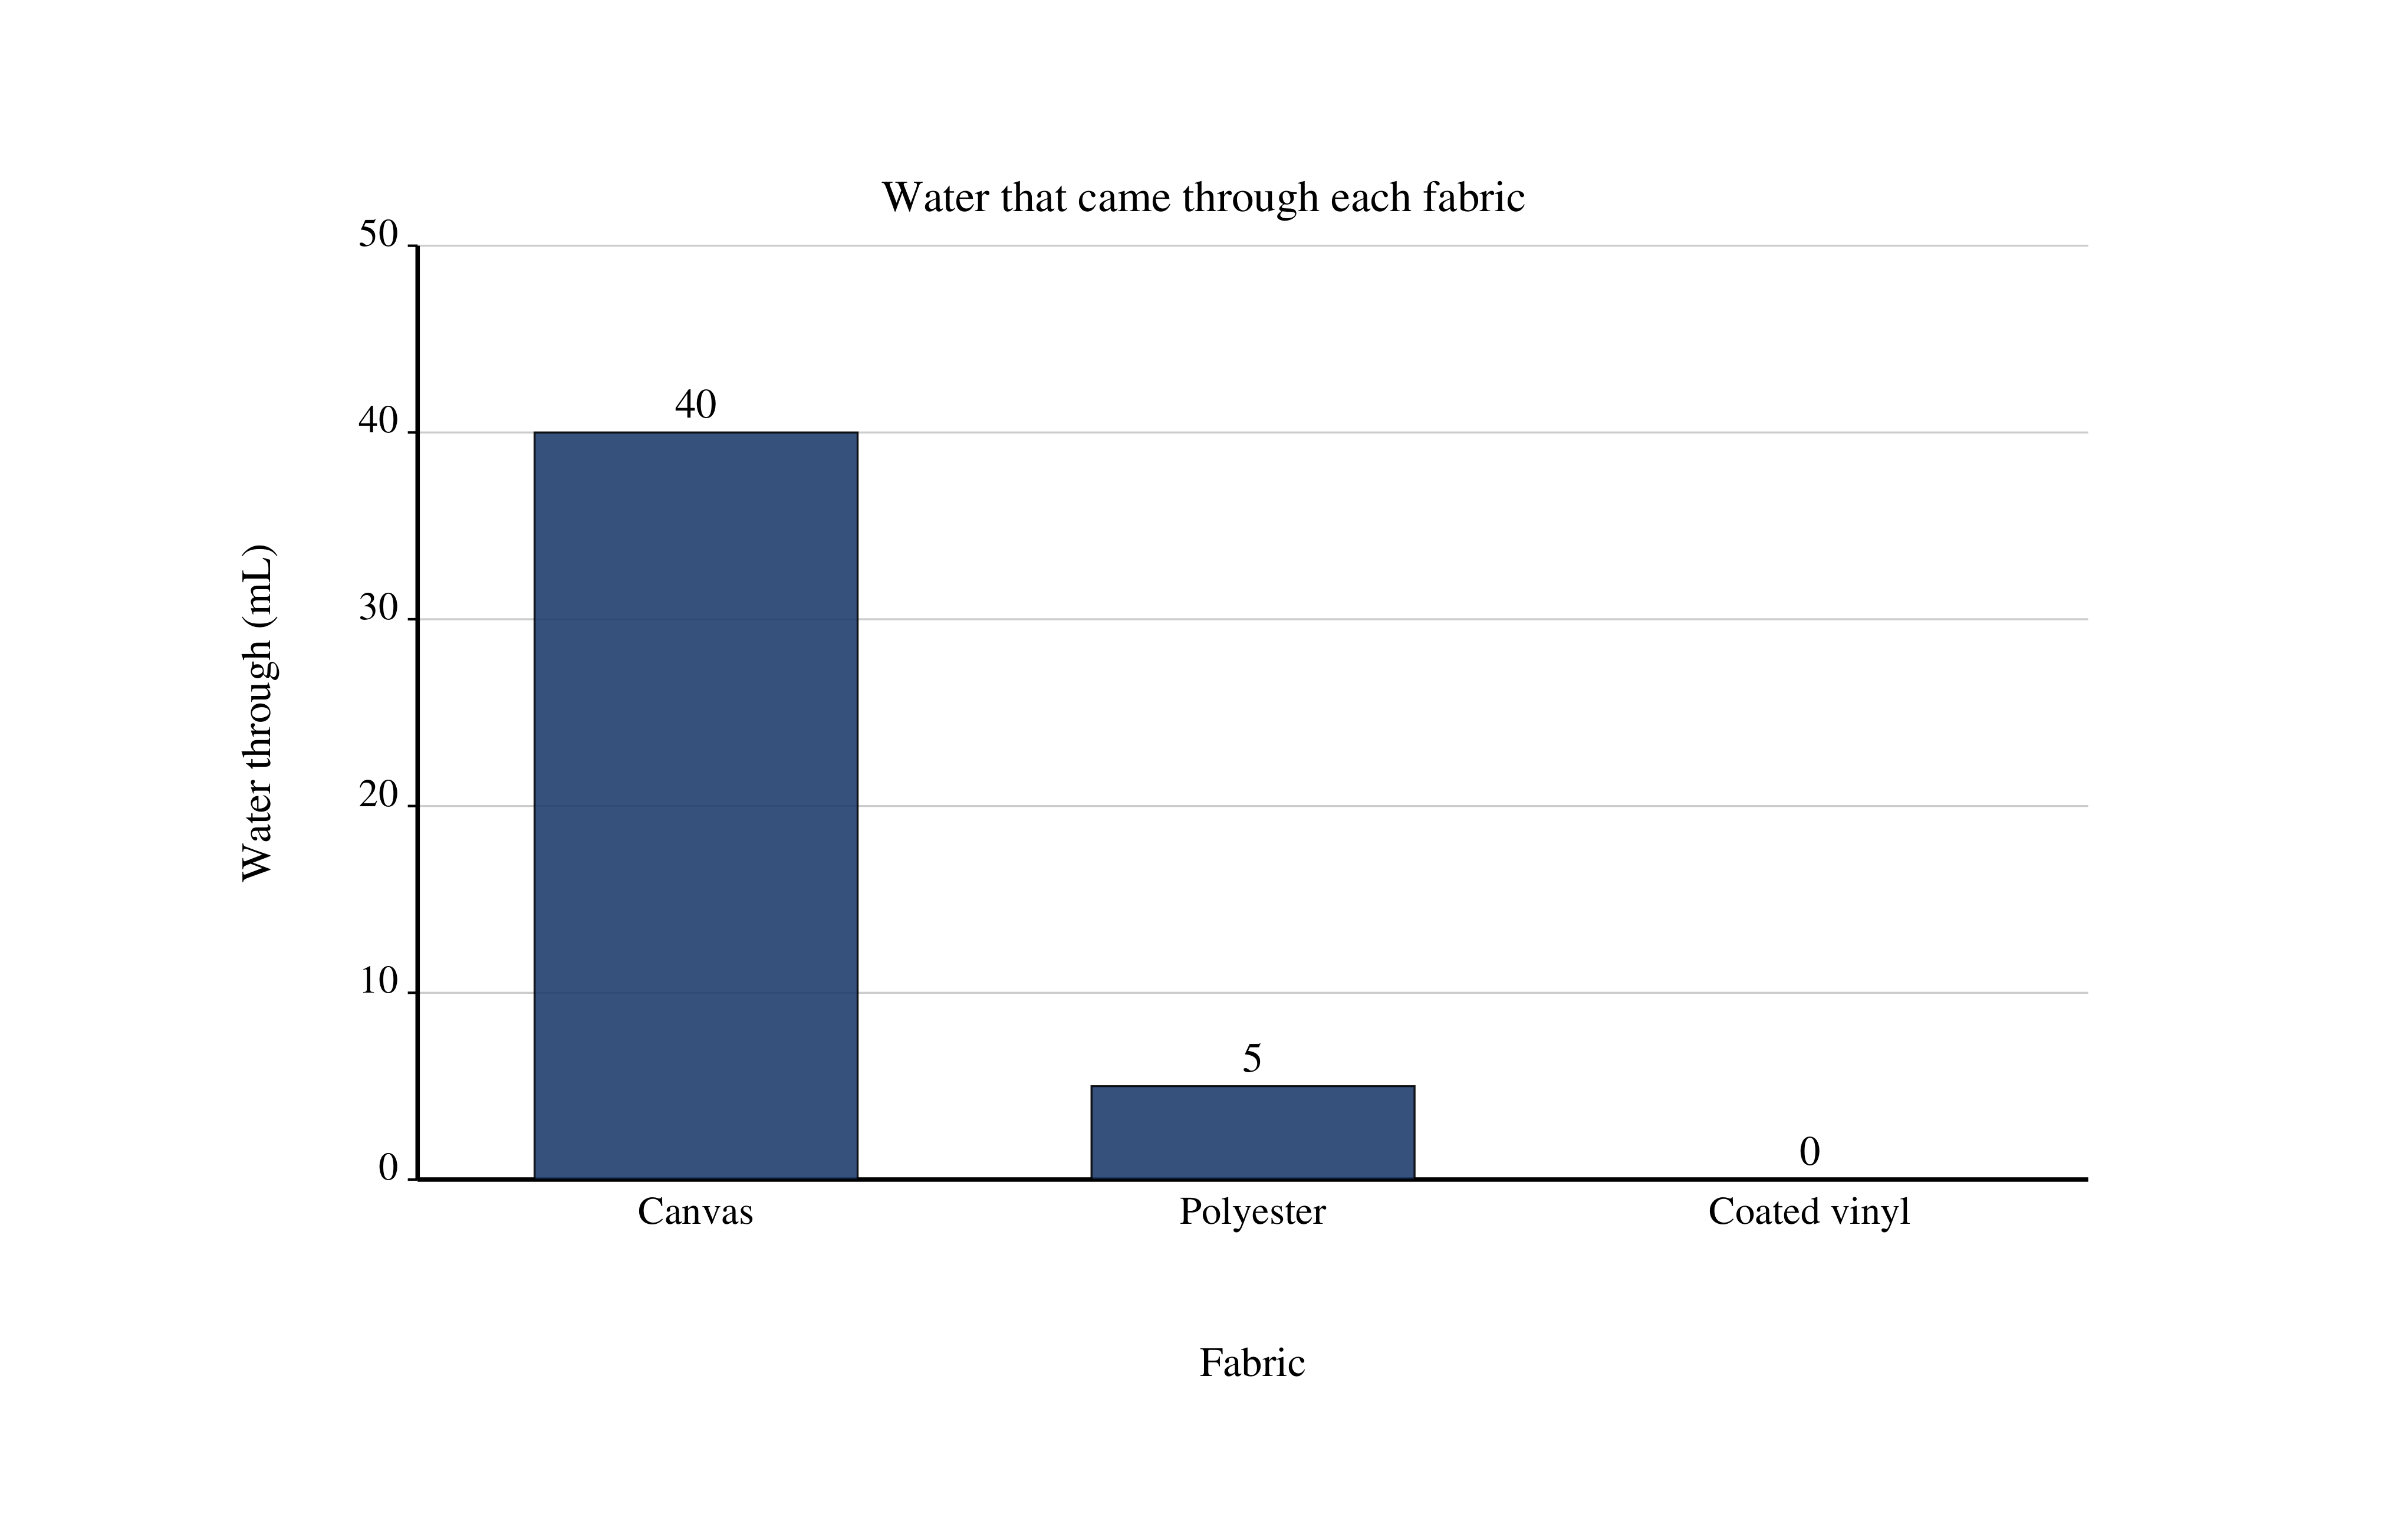 Water that came through each fabric
50
40
30
20
10
0
Water through (mL)
40
5
0
Canvas
Polyester
Coated vinyl
Fabric